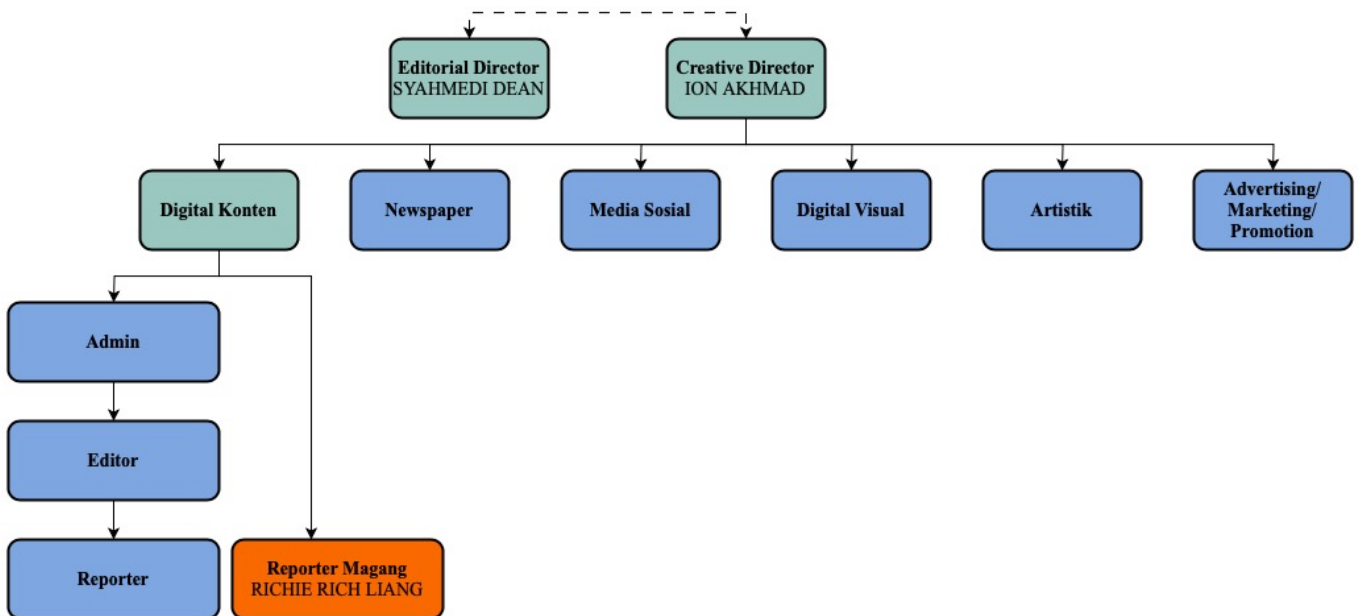 Editorial Director
SYAHMEDI DEAN
Creative Director
ION AKHMAD
Digital Konten
Newspaper
Media Sosial
Digital Visual
Artistik
Advertising/
Marketing/
Promotion
Admin
Editor
Reporter
Reporter Magang
RICHIE RICH LIANG